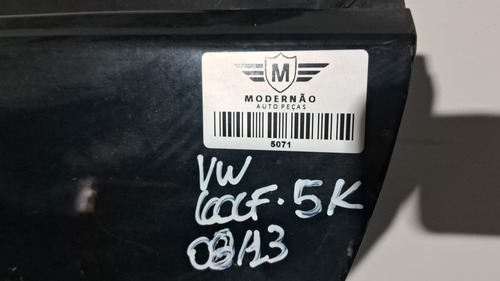 M
MODERNÃO
AUTO PEÇAS
5071
VW
GOLF. 5K
08/13